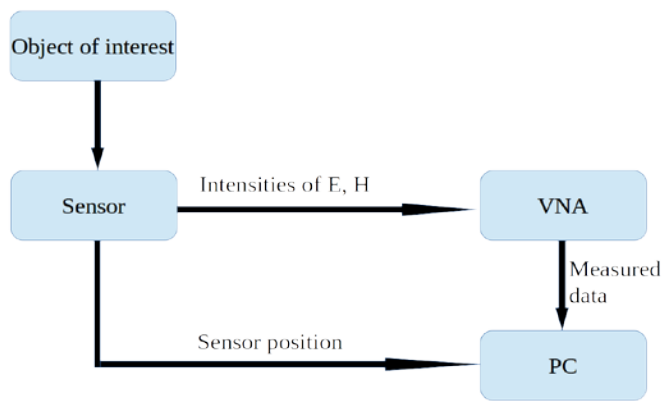 Object of interest
Intensities of E, H
Sensor
VNA
Measured
data
Sensor position
PC